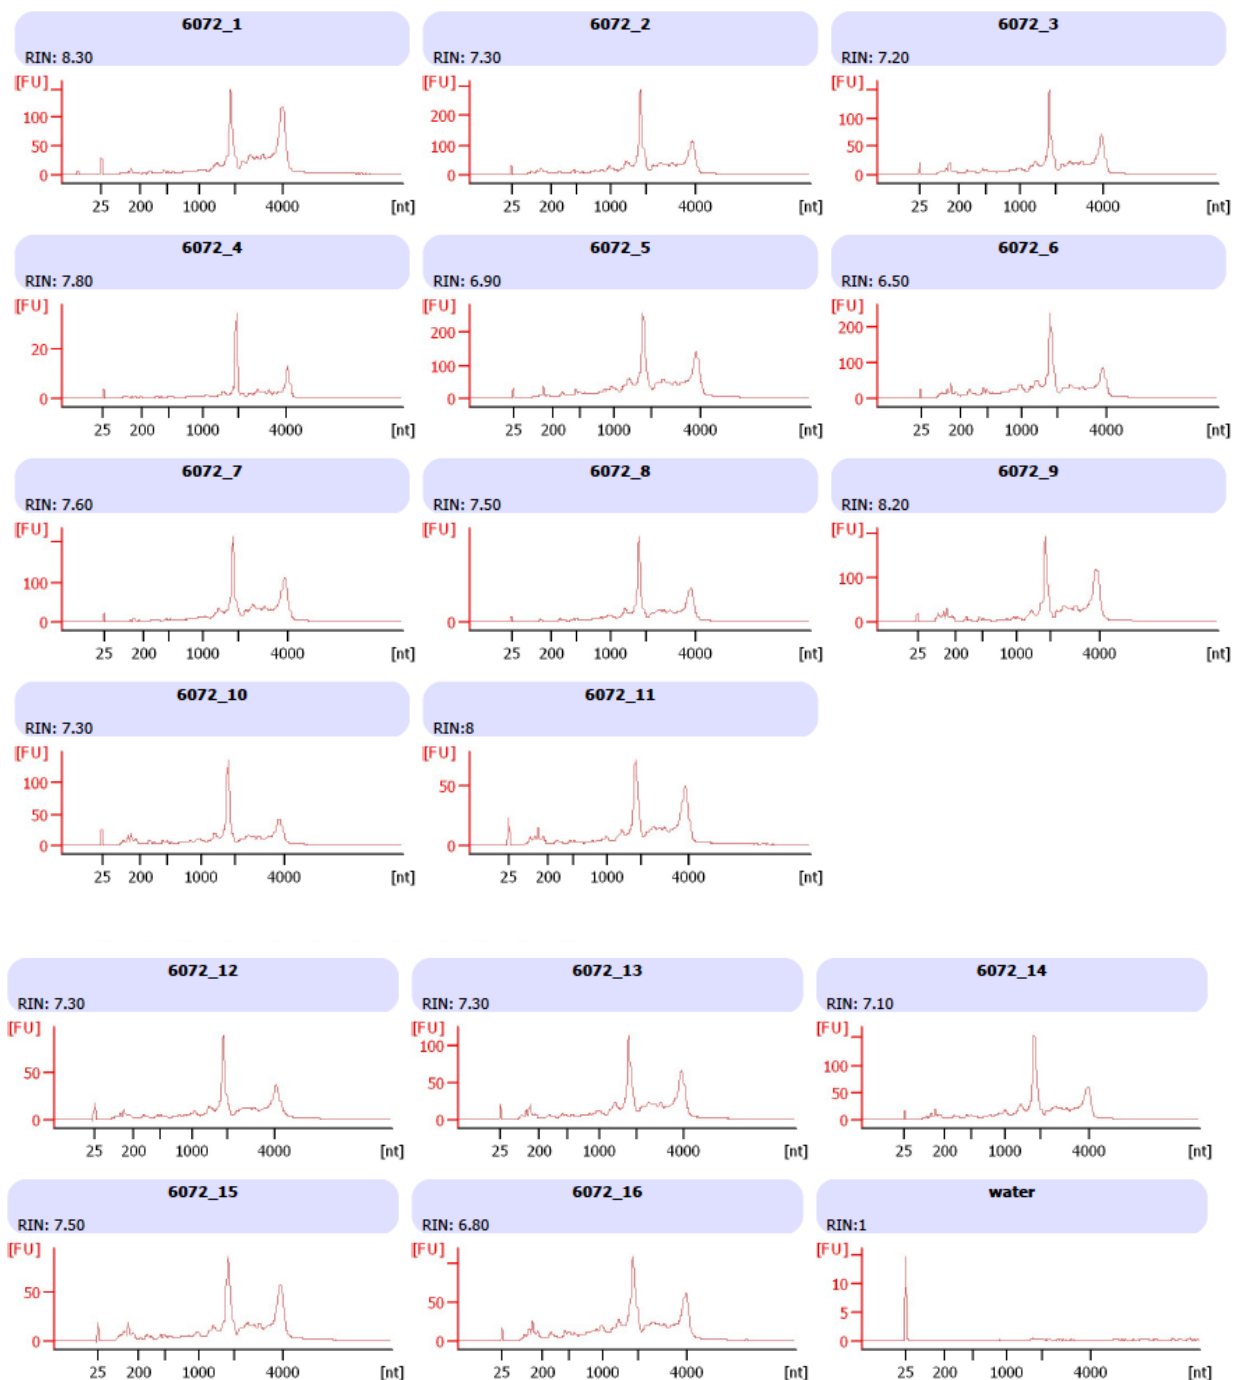 6072_1 6072_2 6072_3
RIN: 8.30 RIN: 7.30 RIN: 7.20
[FU] [FU] [FU]
100 200 100
50 100 50
0 0 0
25 200 1000 4000 [nt] 25 200 1000 4000 [nt] 25 200 1000 4000 [nt]
6072_4 6072_5 6072_6
RIN: 7.80 RIN: 6.90 RIN: 6.50
[FU] [FU] [FU]
20 200 200
100 100
0 0 0
25 200 1000 4000 [nt] 25 200 1000 4000 [nt] 25 200 1000 4000 [nt]
6072_7 6072_8 6072_9
RIN: 7.60 RIN: 7.50 RIN: 8.20
[FU] [FU] [FU]
100 100
0 0 0
25 200 1000 4000 [nt] 25 200 1000 4000 [nt] 25 200 1000 4000 [nt]
6072_10 6072_11
RIN: 7.30 RIN:8
[FU] [FU]
100 50
50
0 0
25 200 1000 4000 [nt] 25 200 1000 4000 [nt]
6072_12 6072_13 6072_14
RIN: 7.30 RIN: 7.30 RIN: 7.10
[FU] [FU] [FU]
100 100
50 50 50
0 0 0
25 200 1000 4000 [nt] 25 200 1000 4000 [nt] 25 200 1000 4000 [nt]
6072_15 6072_16 water
RIN: 7.50 RIN: 6.80 RIN:1
[FU] [FU] [FU]
10
50 50 5
0 0 0
25 200 1000 4000 [nt] 25 200 1000 4000 [nt] 25 200 1000 4000 [nt]